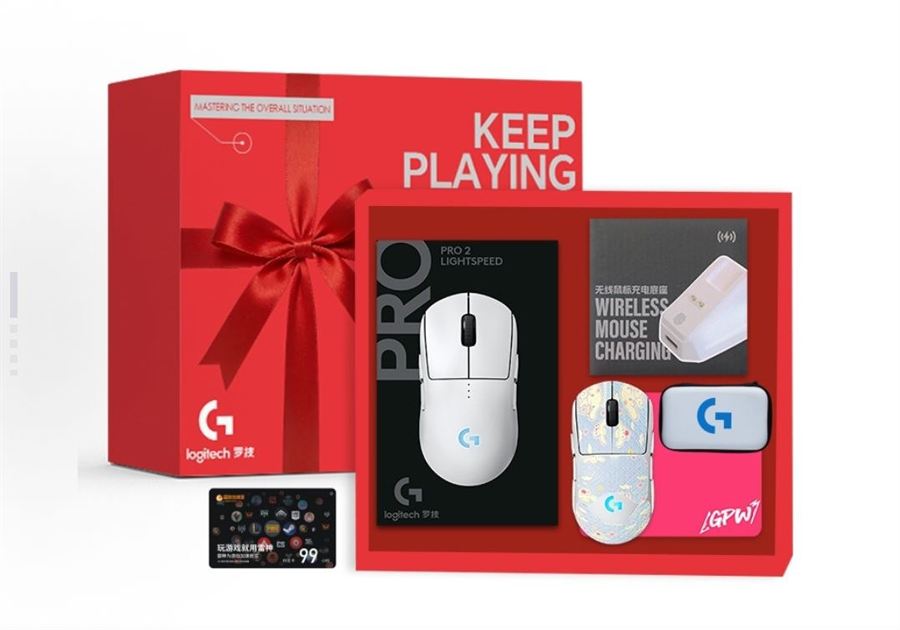 MASTERING THE OVERALL SITUATION
KEEP
PLAYING
logitech 罗技
PRO
PRO 2
LIGHTSPEED
logitech 罗技
无线鼠标充电底座
WIRELESS
MOUSE
CHARGING
GPW
玩游戏就用雷神
99